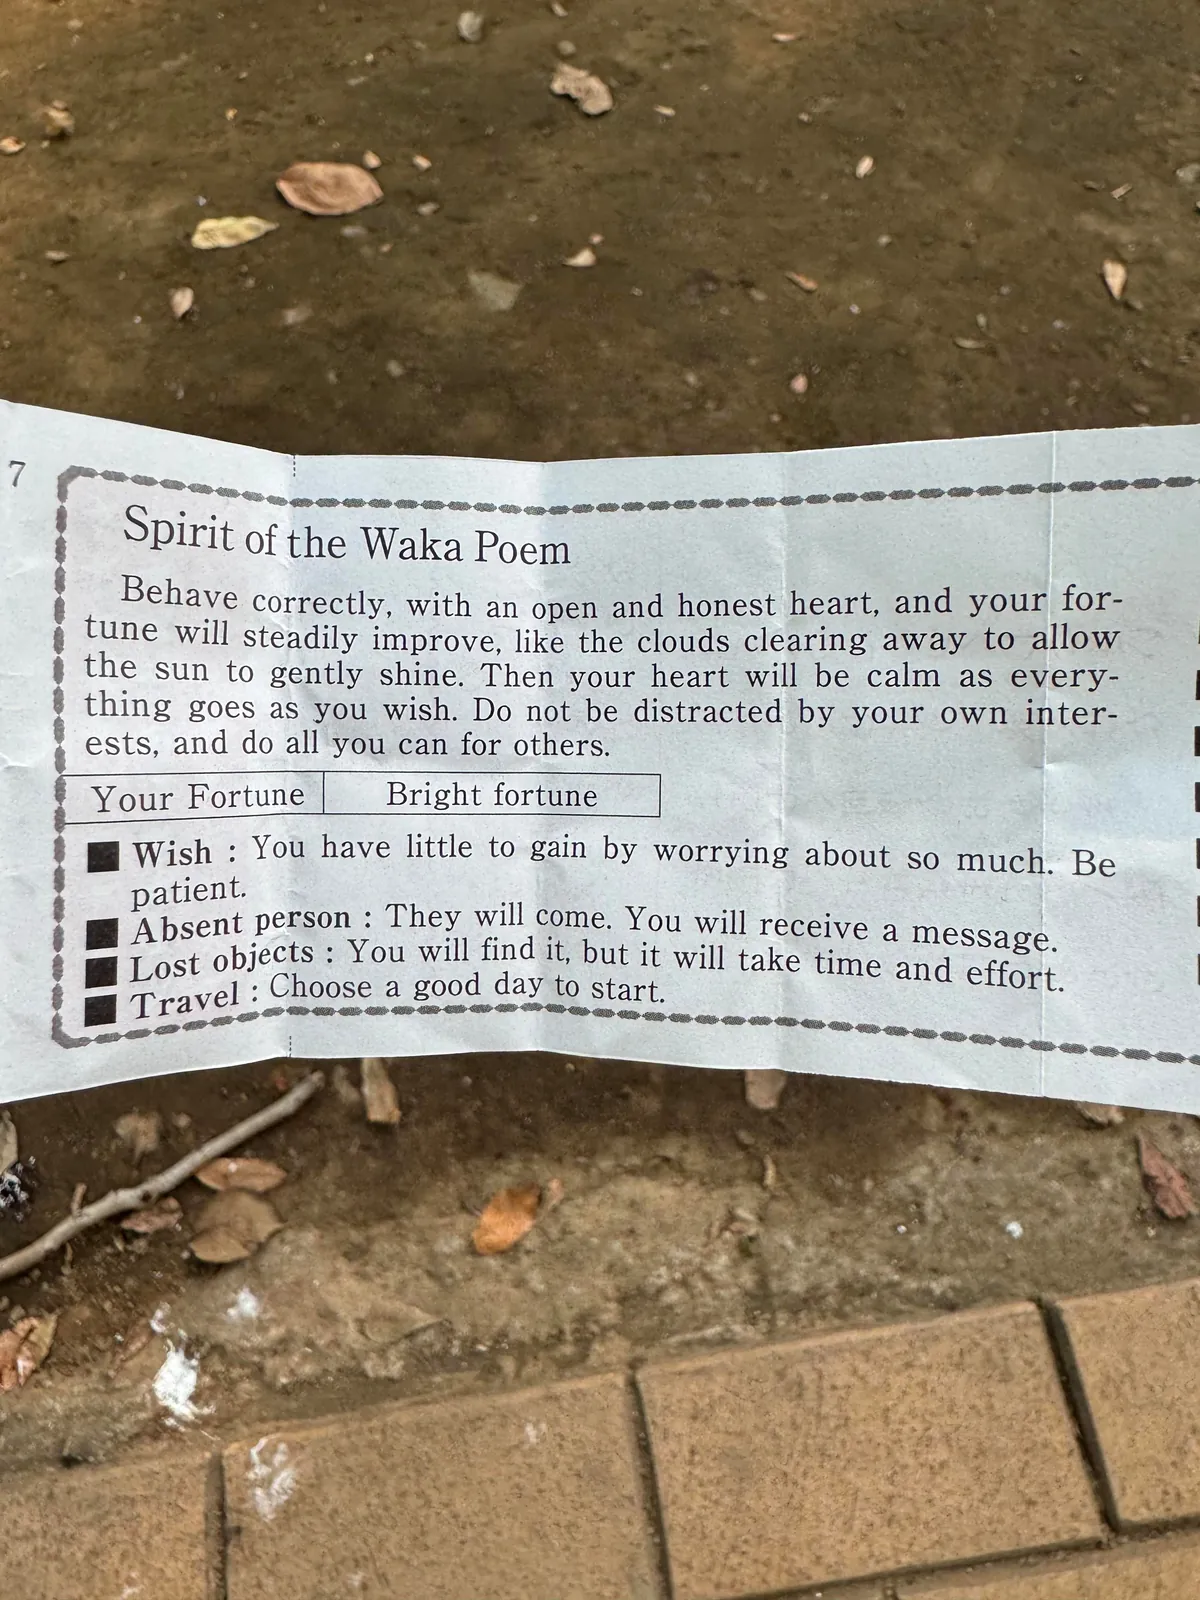 7
Spirit of the Waka Poem
Behave correctly, with an open and honest heart, and your for-
tune will steadily improve, like the clouds clearing away to allow
the sun to gently shine. Then your heart will be calm as every-
thing goes as you wish. Do not be distracted by your own inter-
ests, and do all you can for others.
Your Fortune Bright fortune
■ Wish : You have little to gain by worrying about so much. Be
patient.
■ Absent person : They will come. You will receive a message.
■ Lost objects : You will find it, but it will take time and effort.
■ Travel : Choose a good day to start.